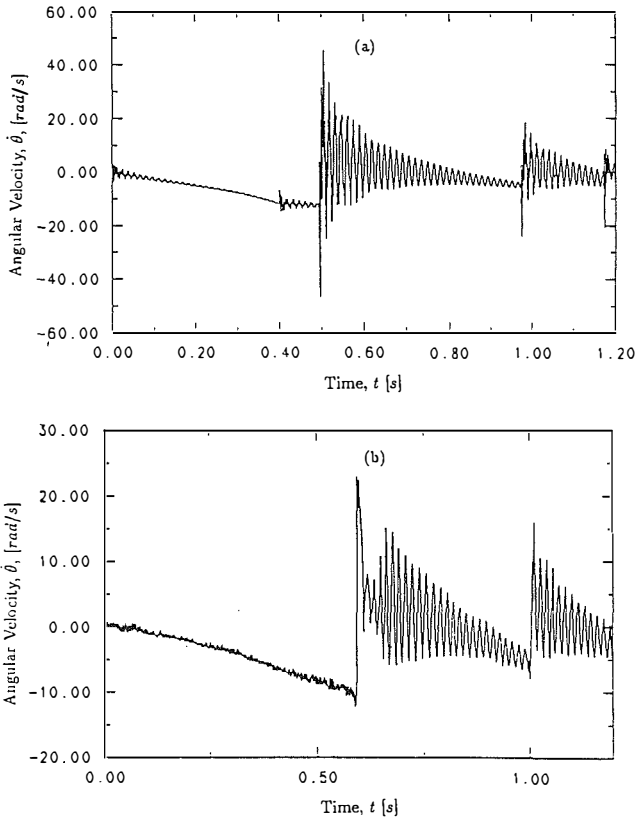 60.00
40.00
20.00
0.00
-20.00
-40.00
-60.00
Angular Velocity, θ̇, [rad/s]
(a)
0.00 0.20 0.40 0.60 0.80 1.00 1.20
Time, t [s]
30.00
20.00
10.00
0.00
-10.00
-20.00
Angular Velocity, θ̇, [rad/s]
(b)
0.00 0.50 1.00
Time, t [s]